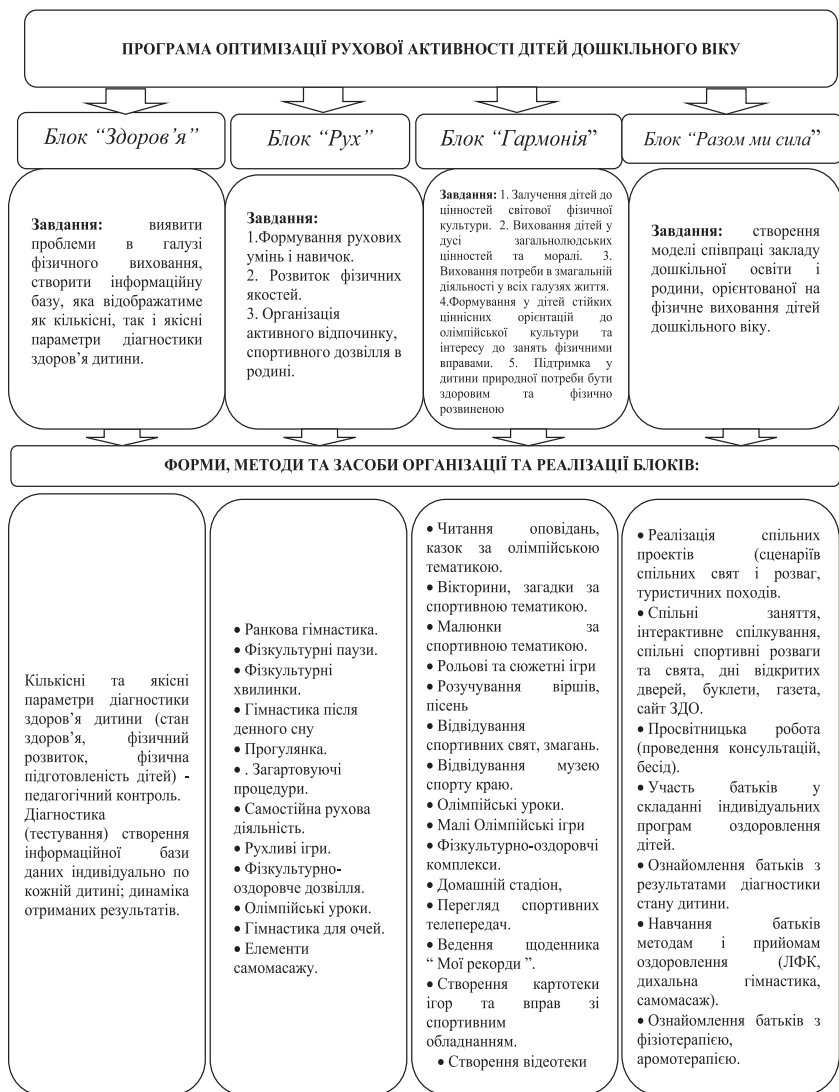 ПРОГРАМА ОПТИМІЗАЦІЇ РУХОВОЇ АКТИВНОСТІ ДІТЕЙ ДОШКІЛЬНОГО ВІКУ
Блок “Здоров’я”
Блок “Рух”
Блок “Гармонія”
Блок “Разом ми сила”
Завдання: виявити
проблеми в галузі
фізичного виховання,
створити інформаційну
базу, яка відображатиме
як кількісні, так і якісні
параметри діагностики
здоров’я дитини.
Завдання:
1.Формування рухових
умінь і навичок.
2. Розвиток фізичних
якостей.
3. Організація
активного відпочинку,
спортивного дозвілля в
родині.
Завдання: 1. Залучення дітей до
цінностей світової фізичної
культури. 2. Виховання дітей у
дусі загальнолюдських
цінностей та моралі. 3.
Виховання потреби в змагальній
діяльності у всіх галузях життя.
4.Формування у дітей стійких
ціннісних орієнтацій до
олімпійської культури та
інтересу до занять фізичними
вправами. 5. Підтримка у
дитини природної потреби бути
здоровим та фізично
розвиненою
Завдання: створення
моделі співпраці закладу
дошкільної освіти і
родини, орієнтованої на
фізичне виховання дітей
дошкільного віку.
ФОРМИ, МЕТОДИ ТА ЗАСОБИ ОРГАНІЗАЦІЇ ТА РЕАЛІЗАЦІЇ БЛОКІВ:
Кількісні та якісні
параметри діагностики
здоров’я дитини (стан
здоров’я, фізичний
розвиток, фізична
підготовленість дітей) -
педагогічний контроль.
Діагностика
(тестування) створення
інформаційної бази
даних індивідуально по
кожній дитині; динаміка
отриманих результатів.
• Ранкова гімнастика.
• Фізкультурні паузи.
• Фізкультурні
хвилинки.
• Гімнастика після
денного сну
• Прогулянка.
• . Загартовуючі
процедури.
• Самостійна рухова
діяльність.
• Рухливі ігри.
• Фізкультурно-
оздоровче дозвілля.
• Олімпійські уроки.
• Гімнастика для очей.
• Елементи
самомасажу.
• Читання оповідань,
казок за олімпійською
тематикою.
• Вікторини, загадки за
спортивною тематикою.
• Малюнки за
спортивною тематикою.
• Рольові та сюжетні ігри
• Розучування віршів,
пісень
• Відвідування
спортивних свят, змагань.
• Відвідування музею
спорту краю.
• Олімпійські уроки.
• Малі Олімпійські ігри
• Фізкультурно-оздоровчі
комплекси.
• Домашній стадіон,
• Перегляд спортивних
телепередач.
• Ведення щоденника
“ Мої рекорди ”.
• Створення картотеки
ігор та вправ зі
спортивним
обладнанням.
• Створення відеотеки
• Реалізація спільних
проектів (сценаріїв
спільних свят і розваг,
туристичних походів.
• Спільні заняття,
інтерактивне спілкування,
спільні спортивні розваги
та свята, дні відкритих
дверей, буклети, газета,
сайт ЗДО.
• Просвітницька робота
(проведення консультацій,
бесід).
• Участь батьків у
складанні індивідуальних
програм оздоровлення
дітей.
• Ознайомлення батьків з
результатами діагностики
стану дитини.
• Навчання батьків
методам і прийомам
оздоровлення (ЛФК,
дихальна гімнастика,
самомасаж).
• Ознайомлення батьків з
фізіотерапією,
аромотерапією.